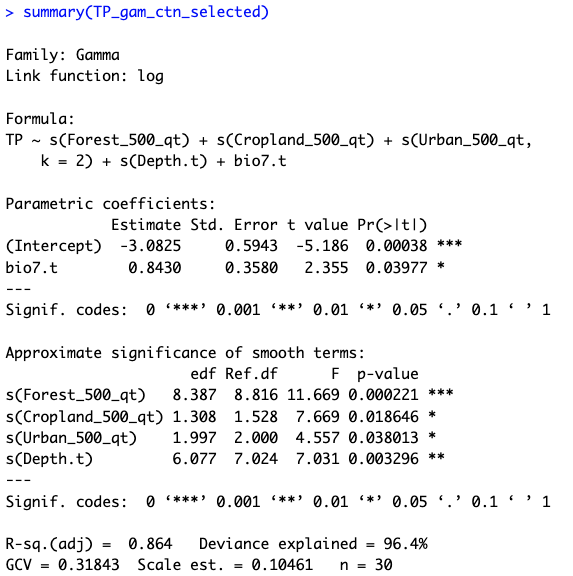 > summary(TP_gam_ctn_selected)

Family: Gamma
Link function: log

Formula:
TP ~ s(Forest_500_qt) + s(Cropland_500_qt) + s(Urban_500_qt,
    k = 2) + s(Depth.t) + bio7.t

Parametric coefficients:
            Estimate Std. Error t value Pr(>|t|)
(Intercept)  -3.0825     0.5943  -5.186  0.00038 ***
bio7.t        0.8430     0.3580   2.355  0.03977 *
---
Signif. codes:  0 ‘***’ 0.001 ‘**’ 0.01 ‘*’ 0.05 ‘.’ 0.1 ‘ ’ 1

Approximate significance of smooth terms:
                     edf Ref.df      F  p-value
s(Forest_500_qt)   8.387  8.816 11.669 0.000221 ***
s(Cropland_500_qt) 1.308  1.528  7.669 0.018646 *
s(Urban_500_qt)    1.997  2.000  4.557 0.038013 *
s(Depth.t)         6.077  7.024  7.031 0.003296 **
---
Signif. codes:  0 ‘***’ 0.001 ‘**’ 0.01 ‘*’ 0.05 ‘.’ 0.1 ‘ ’ 1

R-sq.(adj) =  0.864   Deviance explained = 96.4%
GCV = 0.31843  Scale est. = 0.10461   n = 30